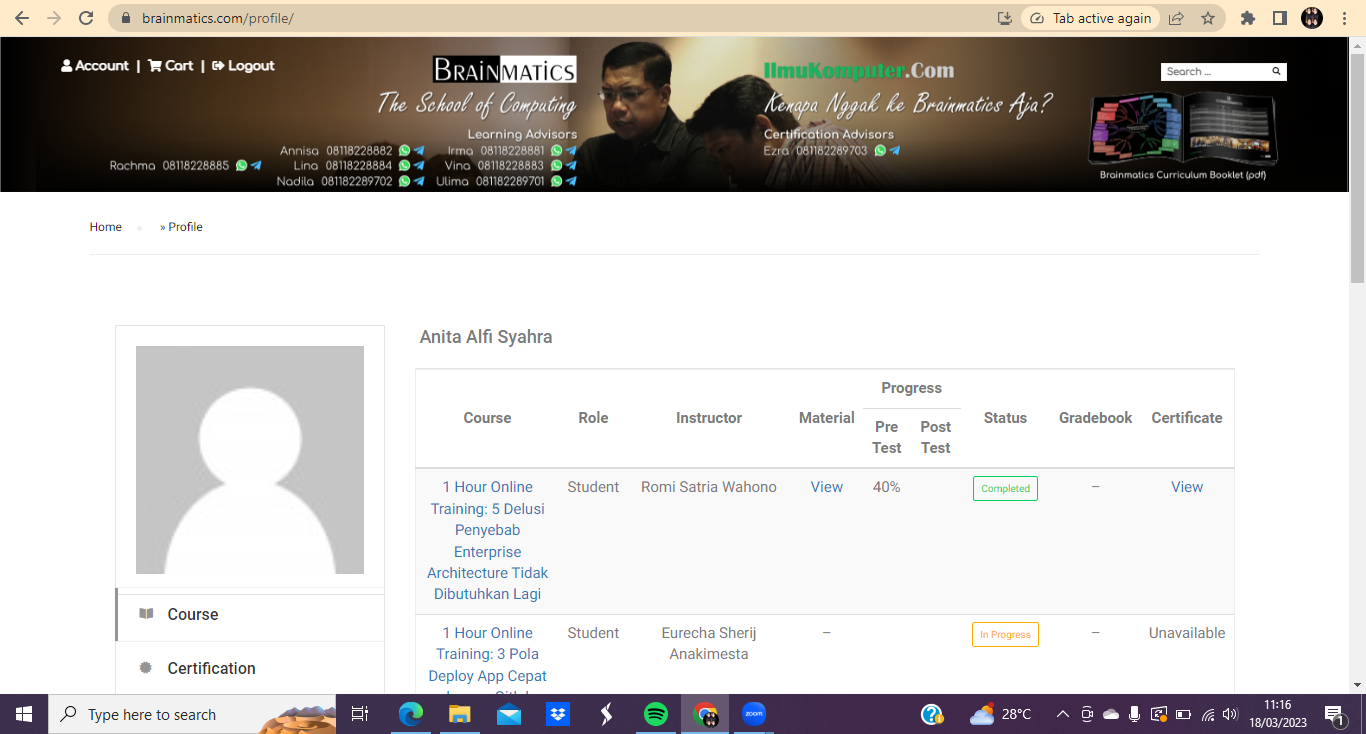 brainmatics.com/profile/
Tab active again
Account | Cart | Logout
BRAINMATICS
The School of Computing
Learning Advisors
Annisa 08118228882
Irma 08118228881
Rachma 08118228885
Lina 08118228884
Vina 08118228883
Nadila 081182289702
Ulima 081182289701
IlmuKomputer.Com
Kenapa Nggak ke Brainmatics Aja?
Certification Advisors
Ezra 081182289703
Search ...
Brainmatics Curriculum Booklet (pdf)
Home » Profile
Anita Alfi Syahra
Course
Certification
Course Role Instructor Material Progress Status Gradebook Certificate
Pre Test Post Test
1 Hour Online Student Romi Satria Wahono View 40% Completed – View
Training: 5 Delusi
Penyebab
Enterprise
Architecture Tidak
Dibutuhkan Lagi
1 Hour Online Student Eurecha Sherij – In Progress – Unavailable
Training: 3 Pola Anakimesta
Deploy App Cepat
Type here to search
zoom
28°C
11:16
18/03/2023
1